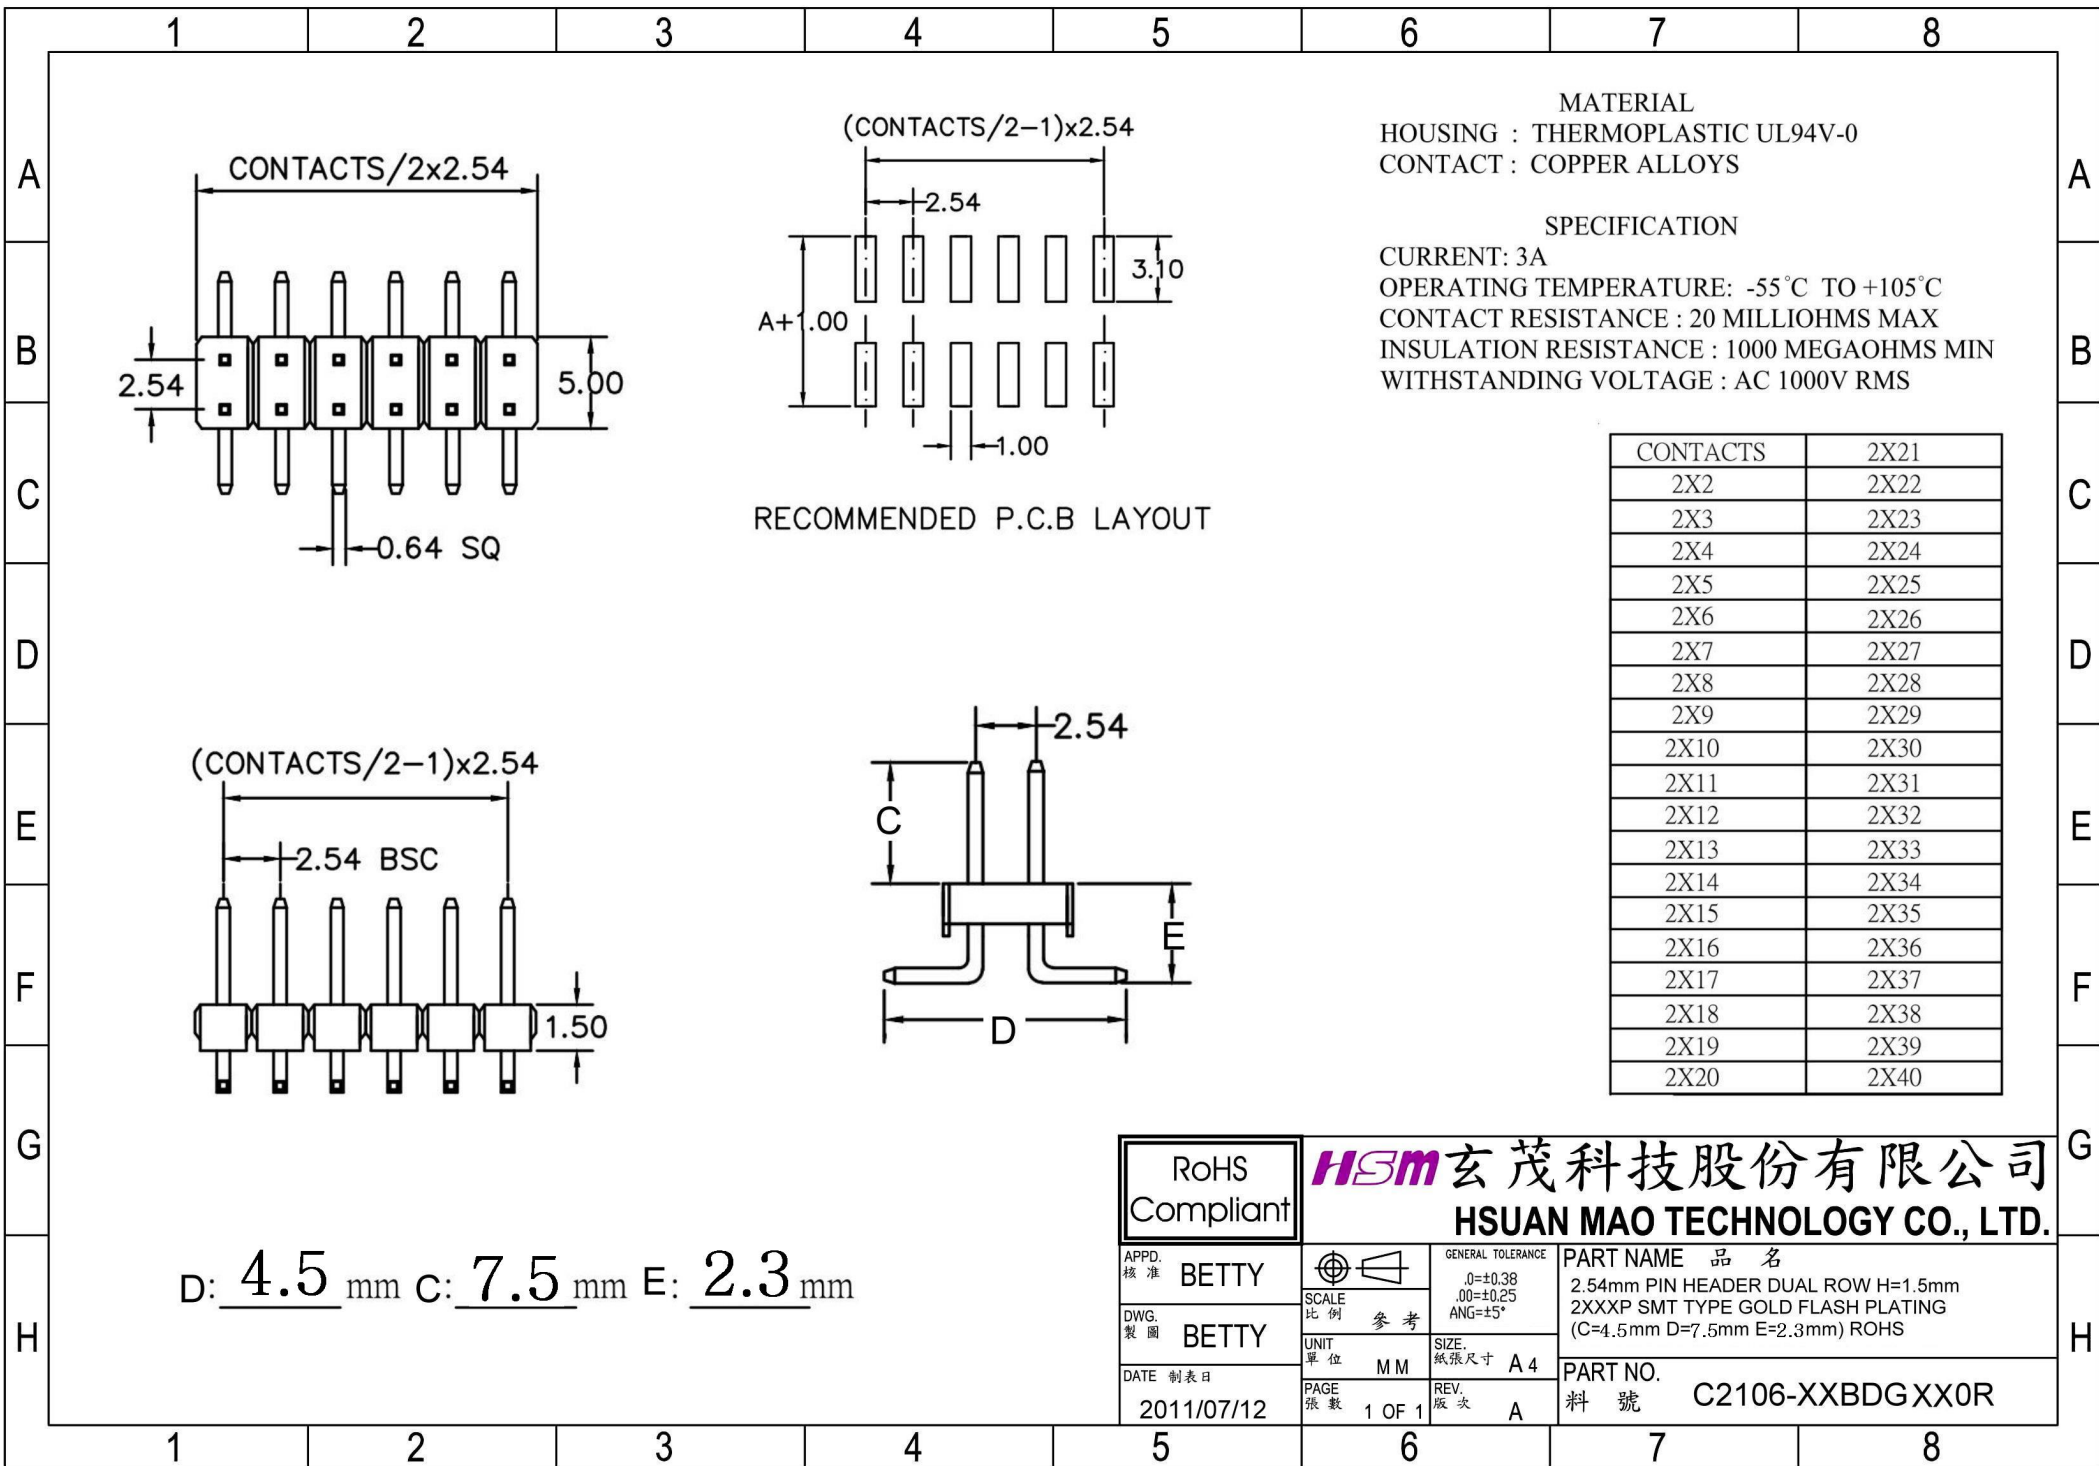 1 2 3 4 5 6 7 8
A
B
C
D
E
F
G
H
CONTACTS/2x2.54
2.54
5.00
0.64 SQ
(CONTACTS/2-1)x2.54
2.54
3.10
A+1.00
1.00
RECOMMENDED P.C.B LAYOUT
MATERIAL
HOUSING : THERMOPLASTIC UL94V-0
CONTACT : COPPER ALLOYS
SPECIFICATION
CURRENT: 3A
OPERATING TEMPERATURE: -55°C TO +105°C
CONTACT RESISTANCE : 20 MILLIOHMS MAX
INSULATION RESISTANCE : 1000 MEGAOHMS MIN
WITHSTANDING VOLTAGE : AC 1000V RMS
CONTACTS 2X21
2X2 2X22
2X3 2X23
2X4 2X24
2X5 2X25
2X6 2X26
2X7 2X27
2X8 2X28
2X9 2X29
2X10 2X30
2X11 2X31
2X12 2X32
2X13 2X33
2X14 2X34
2X15 2X35
2X16 2X36
2X17 2X37
2X18 2X38
2X19 2X39
2X20 2X40
(CONTACTS/2-1)x2.54
2.54 BSC
1.50
2.54
C
E
D
D: 4.5 mm C: 7.5 mm E: 2.3 mm
RoHS
Compliant
HSM 玄茂科技股份有限公司
HSUAN MAO TECHNOLOGY CO., LTD.
APPD.
核 准 BETTY
DWG.
製 圖 BETTY
DATE 制表日
2011/07/12
SCALE
比 例 參 考
UNIT
單 位 MM
PAGE
張 數 1 OF 1
GENERAL TOLERANCE
.0=±0.38
.00=±0.25
ANG=±5°
SIZE.
紙張尺寸 A4
REV.
版 次 A
PART NAME 品 名
2.54mm PIN HEADER DUAL ROW H=1.5mm
2XXXP SMT TYPE GOLD FLASH PLATING
(C=4.5mm D=7.5mm E=2.3mm) ROHS
PART NO.
料 號 C2106-XXBDGXX0R
A
B
C
D
E
F
G
H
1 2 3 4 5 6 7 8